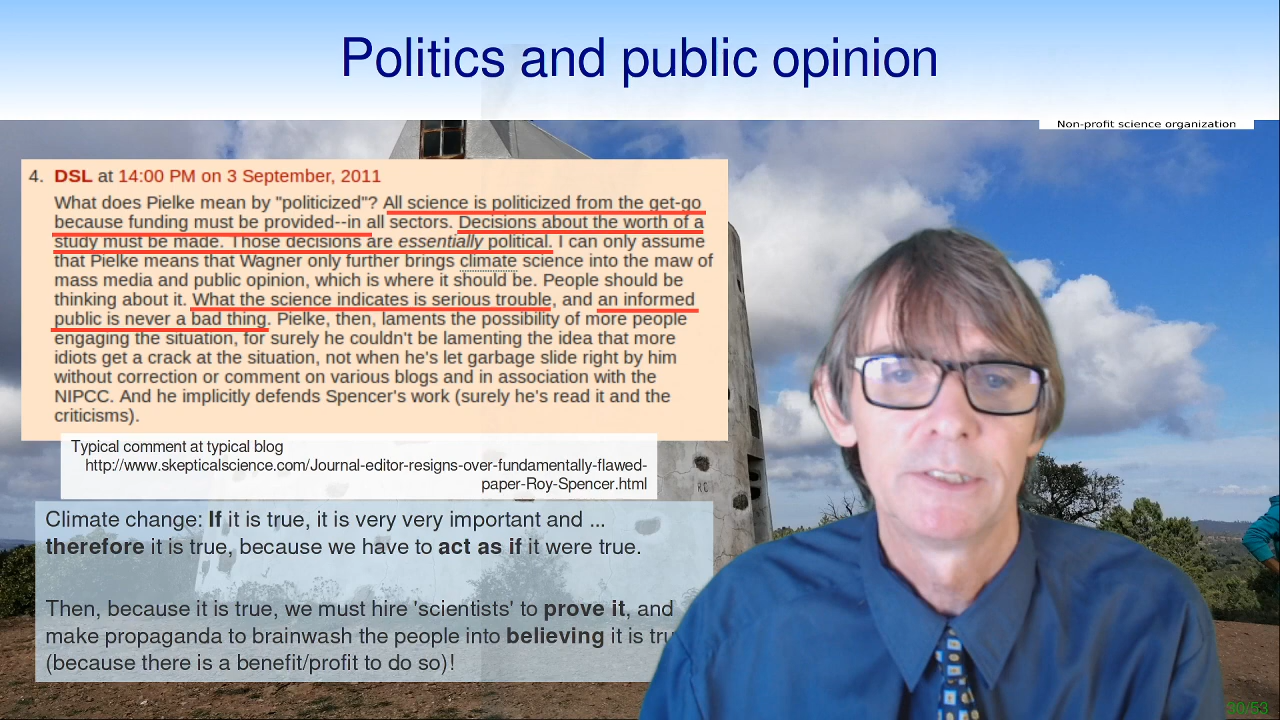 Politics and public opinion
Non-profit science organization
4. DSL at 14:00 PM on 3 September, 2011
What does Pielke mean by "politicized"? All science is politicized from the get-go
because funding must be provided--in all sectors. Decisions about the worth of a
study must be made. Those decisions are essentially political. I can only assume
that Pielke means that Wagner only further brings climate science into the maw of
mass media and public opinion, which is where it should be. People should be
thinking about it. What the science indicates is serious trouble, and an informed
public is never a bad thing. Pielke, then, laments the possibility of more people
engaging the situation, for surely he couldn't be lamenting the idea that more
idiots get a crack at the situation, not when he's let garbage slide right by him
without correction or comment on various blogs and in association with the
NIPCC. And he implicitly defends Spencer's work (surely he's read it and the
criticisms).
Typical comment at typical blog
http://www.skepticalscience.com/Journal-editor-resigns-over-fundamentally-flawed-
paper-Roy-Spencer.html
Climate change: If it is true, it is very very important and ...
therefore it is true, because we have to act as if it were true.
Then, because it is true, we must hire 'scientists' to prove it, and
make propaganda to brainwash the people into believing it is tru
(because there is a benefit/profit to do so)!
30/53